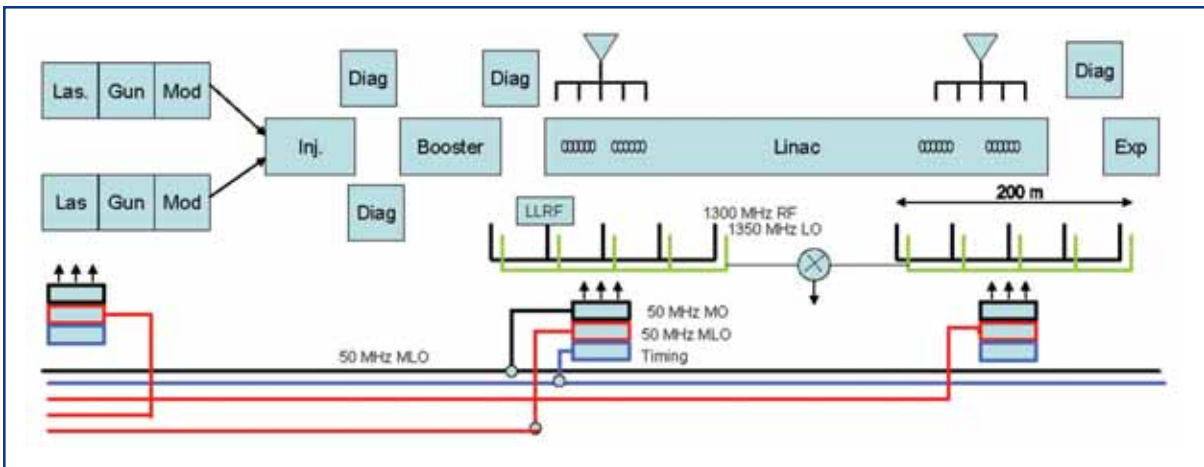 Las.
Gun
Mod
Las
Gun
Mod
Inj.
Diag
Diag
Booster
Diag
Linac
Diag
Exp
200 m
LLRF
1300 MHz RF
1350 MHz LO
50 MHz MO
50 MHz MLO
Timing
50 MHz MLO